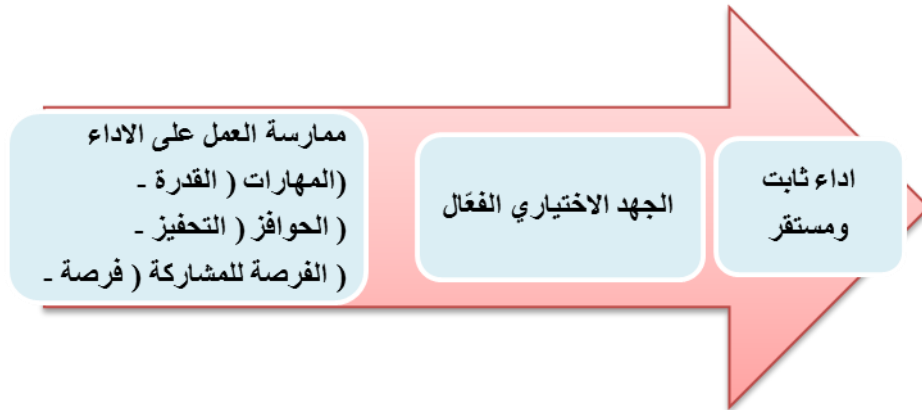 ممارسة العمل على الاداء
(المهارات ( القدرة -
( الحوافز ( التحفيز -
( الفرصة للمشاركة ( فرصة -
الجهد الاختياري الفعّال
اداء ثابت
ومستقر